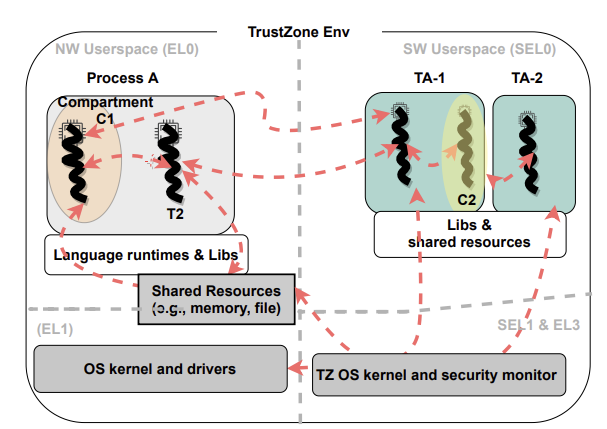 TrustZone Env
NW Userspace (EL0)
SW Userspace (SEL0)
Process A
TA-1
TA-2
Compartment
C1
T2
C2
Language runtimes & Libs
Libs &
shared resources
Shared Resources
(e.g., memory, file)
(EL1)
SEL1 & EL3
OS kernel and drivers
TZ OS kernel and security monitor